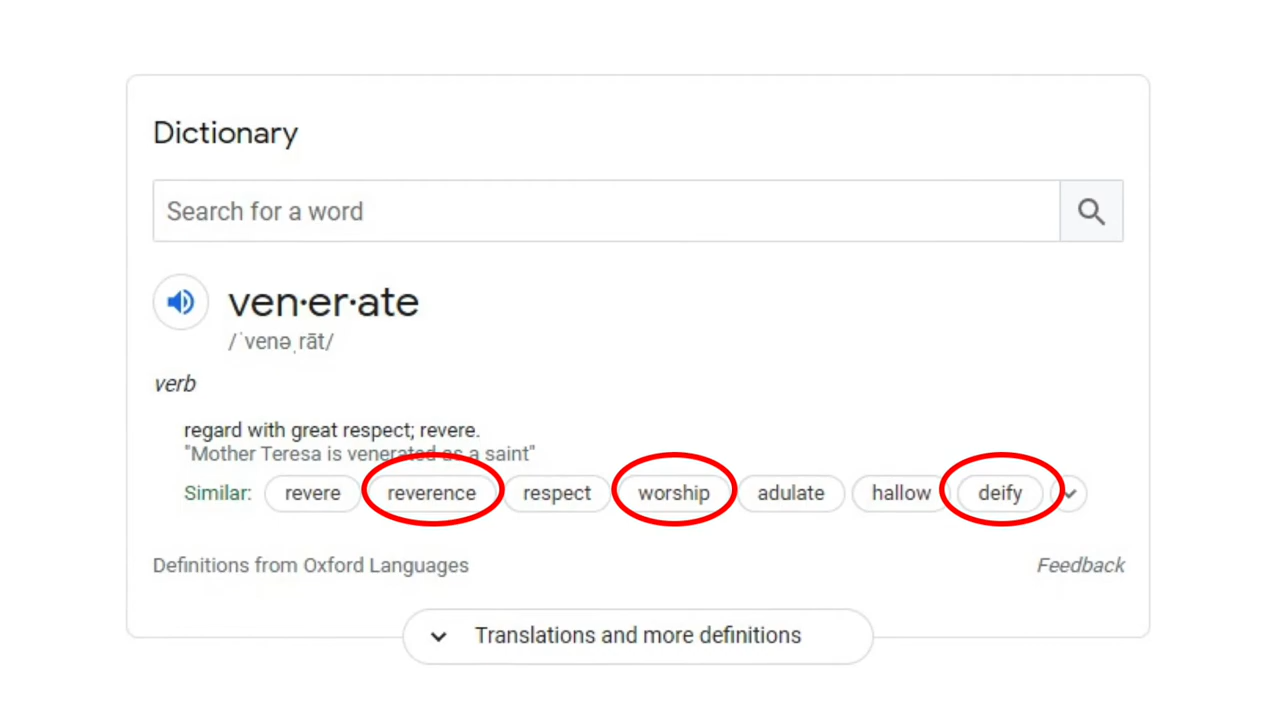 Dictionary
Search for a word
ven·er·ate
/ˈvenəˌrāt/
verb
regard with great respect; revere.
"Mother Teresa is venerated as a saint"
Similar: revere reverence respect worship adulate hallow deify
Definitions from Oxford Languages Feedback
Translations and more definitions